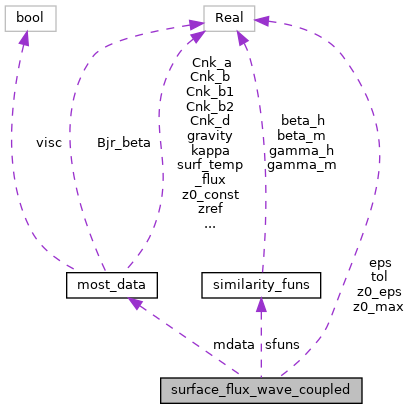 bool
Real
Cnk_a
Cnk_b
Cnk_b1
Cnk_b2
Cnk_d
gravity
kappa
surf_temp
_flux
z0_const
zref
...
beta_h
beta_m
gamma_h
gamma_m
visc
Bjr_beta
eps
tol
z0_eps
z0_max
most_data
similarity_funs
mdata
sfuns
surface_flux_wave_coupled